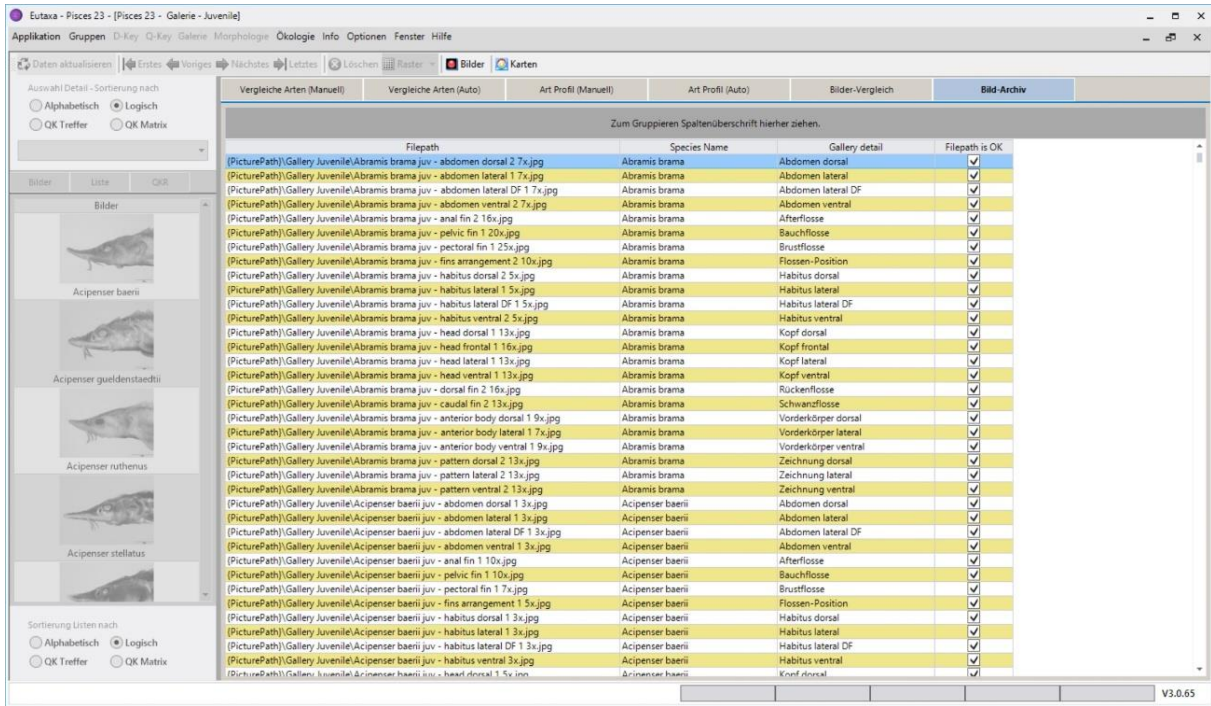 Eutaxa - Pisces 23 - [Pisces 23 - Galerie - Juvenile]
Applikation Gruppen D-Key Q-Key Galerie Morphologie Ökologie Info Optionen Fenster Hilfe
Daten aktualisieren Erstes Voriges Nächstes Letztes Löschen Raster Bilder Karten
Auswahl Detail - Sortierung nach
Alphabetisch Logisch
QK Treffer QK Matrix
Bilder Liste QKR
Bilder
Acipenser baerii
Acipenser gueldenstaedtii
Acipenser ruthenus
Acipenser stellatus
Sortierung Listen nach
Alphabetisch Logisch
QK Treffer QK Matrix
Vergleiche Arten (Manuell) Vergleiche Arten (Auto) Art Profil (Manuell) Art Profil (Auto) Bilder-Vergleich Bild-Archiv
Zum Gruppieren Spaltenüberschrift hierher ziehen.
Filepath Species Name Gallery detail Filepath is OK
{PicturePath}\Gallery Juvenile\Abramis brama juv - abdomen dorsal 2 7x.jpg Abramis brama Abdomen dorsal
{PicturePath}\Gallery Juvenile\Abramis brama juv - abdomen lateral 1 7x.jpg Abramis brama Abdomen lateral
{PicturePath}\Gallery Juvenile\Abramis brama juv - abdomen lateral DF 1 7x.jpg Abramis brama Abdomen lateral DF
{PicturePath}\Gallery Juvenile\Abramis brama juv - abdomen ventral 2 7x.jpg Abramis brama Abdomen ventral
{PicturePath}\Gallery Juvenile\Abramis brama juv - anal fin 2 16x.jpg Abramis brama Afterflosse
{PicturePath}\Gallery Juvenile\Abramis brama juv - pelvic fin 1 20x.jpg Abramis brama Bauchflosse
{PicturePath}\Gallery Juvenile\Abramis brama juv - pectoral fin 1 25x.jpg Abramis brama Brustflosse
{PicturePath}\Gallery Juvenile\Abramis brama juv - fins arrangement 2 10x.jpg Abramis brama Flossen-Position
{PicturePath}\Gallery Juvenile\Abramis brama juv - habitus dorsal 2 5x.jpg Abramis brama Habitus dorsal
{PicturePath}\Gallery Juvenile\Abramis brama juv - habitus lateral 1 5x.jpg Abramis brama Habitus lateral
{PicturePath}\Gallery Juvenile\Abramis brama juv - habitus lateral DF 1 5x.jpg Abramis brama Habitus lateral DF
{PicturePath}\Gallery Juvenile\Abramis brama juv - habitus ventral 2 5x.jpg Abramis brama Habitus ventral
{PicturePath}\Gallery Juvenile\Abramis brama juv - head dorsal 1 13x.jpg Abramis brama Kopf dorsal
{PicturePath}\Gallery Juvenile\Abramis brama juv - head frontal 1 16x.jpg Abramis brama Kopf frontal
{PicturePath}\Gallery Juvenile\Abramis brama juv - head lateral 1 13x.jpg Abramis brama Kopf lateral
{PicturePath}\Gallery Juvenile\Abramis brama juv - head ventral 1 13x.jpg Abramis brama Kopf ventral
{PicturePath}\Gallery Juvenile\Abramis brama juv - dorsal fin 2 16x.jpg Abramis brama Rückenflosse
{PicturePath}\Gallery Juvenile\Abramis brama juv - caudal fin 2 13x.jpg Abramis brama Schwanzflosse
{PicturePath}\Gallery Juvenile\Abramis brama juv - anterior body dorsal 1 9x.jpg Abramis brama Vorderkörper dorsal
{PicturePath}\Gallery Juvenile\Abramis brama juv - anterior body lateral 1 7x.jpg Abramis brama Vorderkörper lateral
{PicturePath}\Gallery Juvenile\Abramis brama juv - anterior body ventral 1 9x.jpg Abramis brama Vorderkörper ventral
{PicturePath}\Gallery Juvenile\Abramis brama juv - pattern dorsal 2 13x.jpg Abramis brama Zeichnung dorsal
{PicturePath}\Gallery Juvenile\Abramis brama juv - pattern lateral 2 13x.jpg Abramis brama Zeichnung lateral
{PicturePath}\Gallery Juvenile\Abramis brama juv - pattern ventral 2 13x.jpg Abramis brama Zeichnung ventral
{PicturePath}\Gallery Juvenile\Acipenser baerii juv - abdomen dorsal 1 3x.jpg Acipenser baerii Abdomen dorsal
{PicturePath}\Gallery Juvenile\Acipenser baerii juv - abdomen lateral 1 3x.jpg Acipenser baerii Abdomen lateral
{PicturePath}\Gallery Juvenile\Acipenser baerii juv - abdomen lateral DF 1 3x.jpg Acipenser baerii Abdomen lateral DF
{PicturePath}\Gallery Juvenile\Acipenser baerii juv - abdomen ventral 1 3x.jpg Acipenser baerii Abdomen ventral
{PicturePath}\Gallery Juvenile\Acipenser baerii juv - anal fin 1 10x.jpg Acipenser baerii Afterflosse
{PicturePath}\Gallery Juvenile\Acipenser baerii juv - pelvic fin 1 10x.jpg Acipenser baerii Bauchflosse
{PicturePath}\Gallery Juvenile\Acipenser baerii juv - pectoral fin 1 7x.jpg Acipenser baerii Brustflosse
{PicturePath}\Gallery Juvenile\Acipenser baerii juv - fins arrangement 1 5x.jpg Acipenser baerii Flossen-Position
{PicturePath}\Gallery Juvenile\Acipenser baerii juv - habitus dorsal 1 3x.jpg Acipenser baerii Habitus dorsal
{PicturePath}\Gallery Juvenile\Acipenser baerii juv - habitus lateral 1 3x.jpg Acipenser baerii Habitus lateral
{PicturePath}\Gallery Juvenile\Acipenser baerii juv - habitus lateral DF 1 3x.jpg Acipenser baerii Habitus lateral DF
{PicturePath}\Gallery Juvenile\Acipenser baerii juv - habitus ventral 3x.jpg Acipenser baerii Habitus ventral
{PicturePath}\Gallery Juvenile\Acipenser baerii juv - head dorsal 1 5x.jpg Acipenser baerii Kopf dorsal
V3.0.65